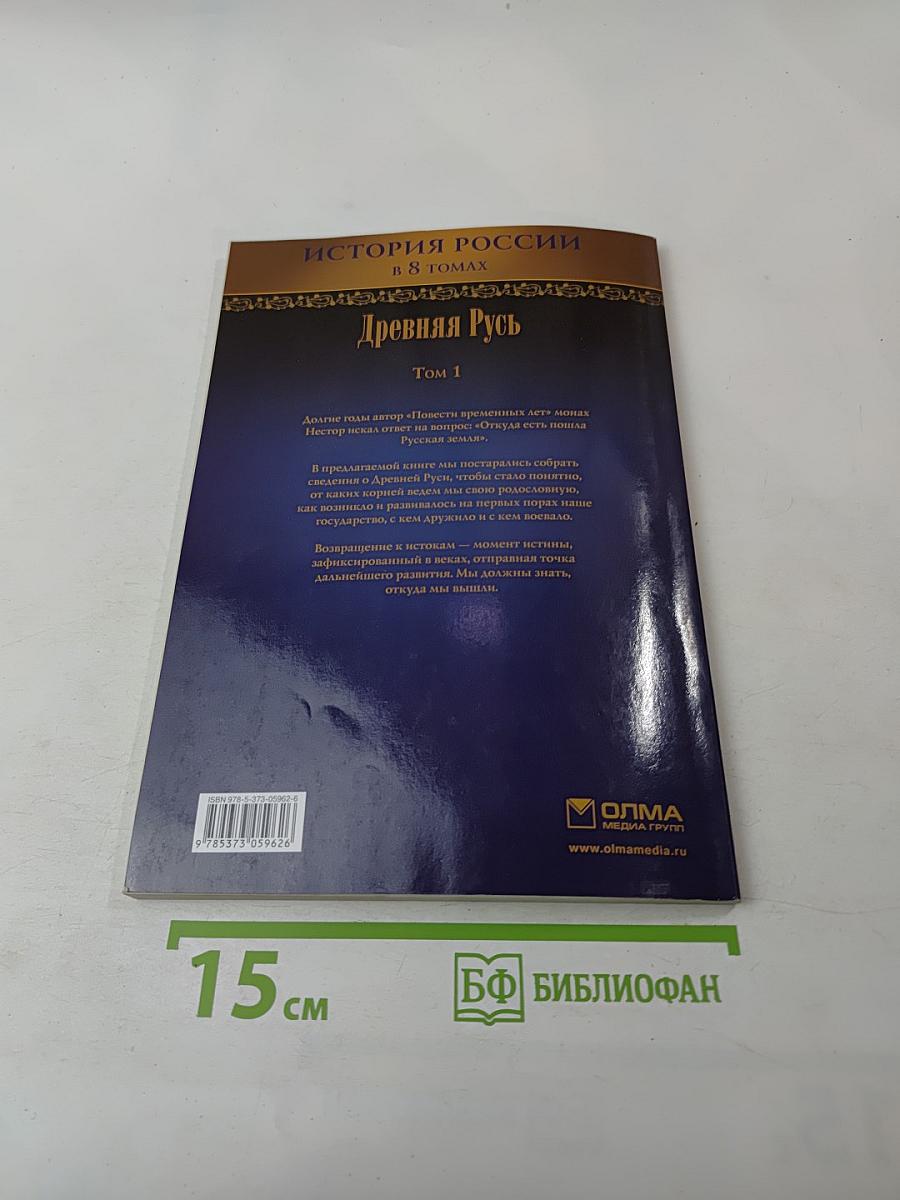 ИСТОРИЯ РОССИИ
в 8 томах
Древняя Русь
Том 1
Долгие годы автор «Повести временных лет» монах
Нестор искал ответ на вопрос: «Откуда есть пошла
Русская земля».
В предлагаемой книге мы постарались собрать
сведения о Древней Руси, чтобы стало понятно,
от каких корней ведем мы свою родословную,
как возникло и развивалось на первых порах наше
государство, с кем дружило и с кем воевало.
Возвращение к истокам — момент истины,
зафиксированный в веках, отправная точка
дальнейшего развития. Мы должны знать,
откуда мы вышли.
ISBN 978-5-373-05962-6
9 785373 059626
ОЛМА
МЕДИА ГРУПП
www.olmamedia.ru
15 см
БФ БИБЛИОФАН